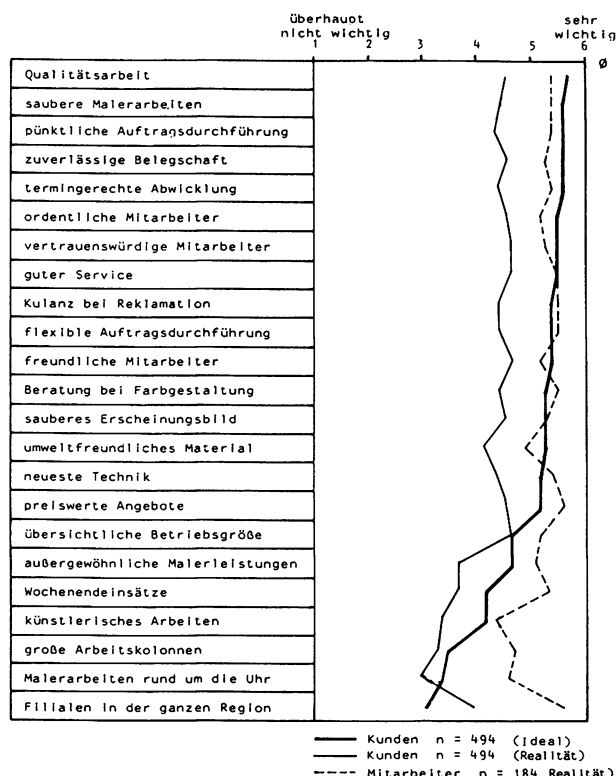 überhaupt nicht wichtig
sehr wichtig
1 2 3 4 5 6
Ø
Qualitätsarbeit
saubere Malerarbeiten
pünktliche Auftragsdurchführung
zuverlässige Belegschaft
termingerechte Abwicklung
ordentliche Mitarbeiter
vertrauenswürdige Mitarbeiter
guter Service
Kulanz bei Reklamation
flexible Auftragsdurchführung
freundliche Mitarbeiter
Beratung bei Farbgestaltung
sauberes Erscheinungsbild
umweltfreundliches Material
neueste Technik
preiswerte Angebote
übersichtliche Betriebsgröße
außergewöhnliche Malerleistungen
Wochenendeinsätze
künstlerisches Arbeiten
große Arbeitskolonnen
Malerarbeiten rund um die Uhr
Filialen in der ganzen Region
Kunden n = 494 (Ideal)
Kunden n = 494 (Realität)
Mitarbeiter n = 184 Realität)